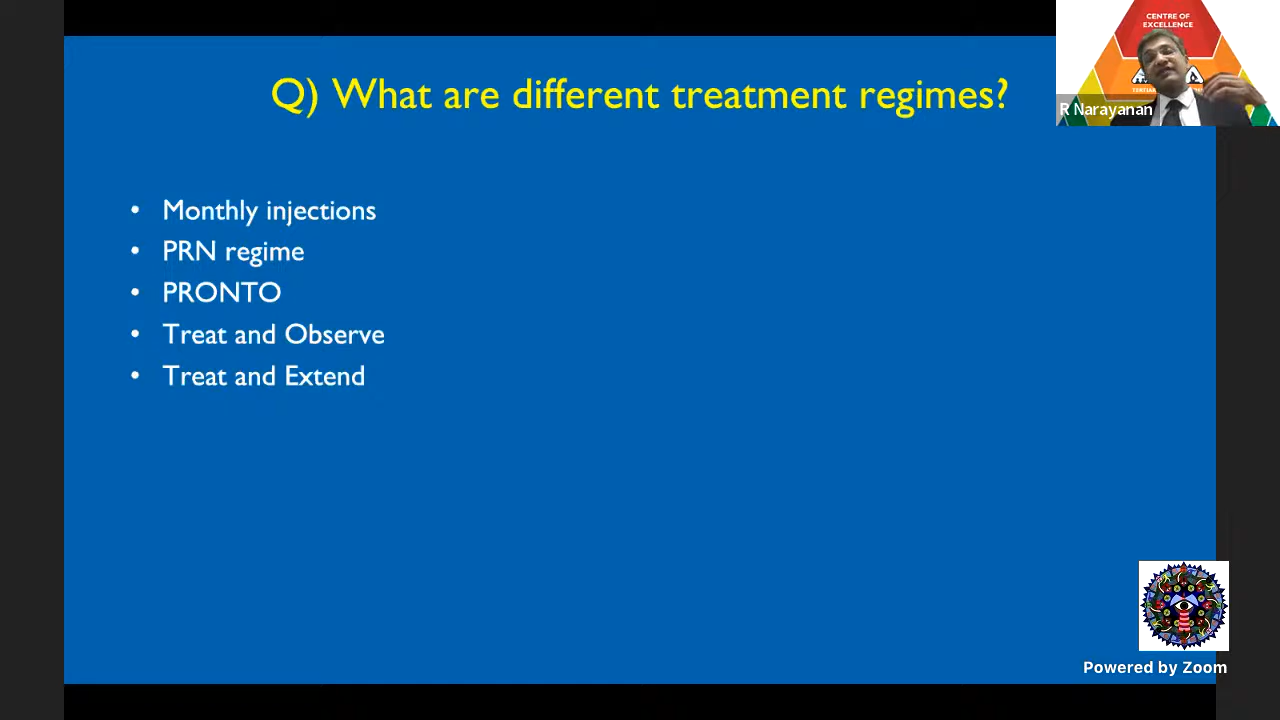 CENTRE OF
EXCELLENCE
R Narayanan
Q) What are different treatment regimes?
• Monthly injections
• PRN regime
• PRONTO
• Treat and Observe
• Treat and Extend
Powered by Zoom